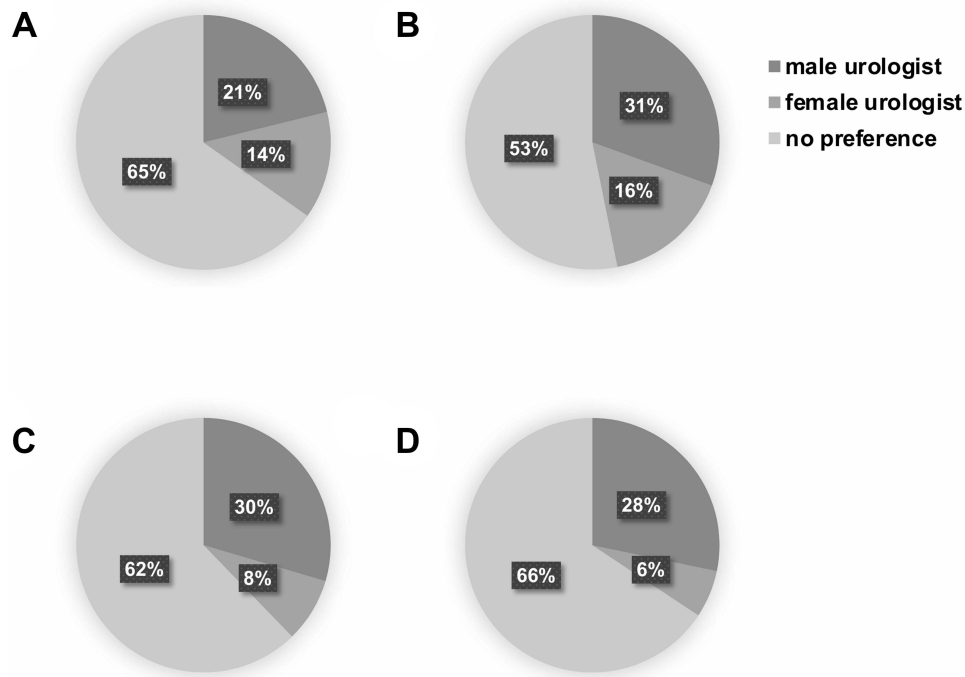 A
21%
14%
65%
B
31%
16%
53%
male urologist
female urologist
no preference
C
30%
8%
62%
D
28%
6%
66%